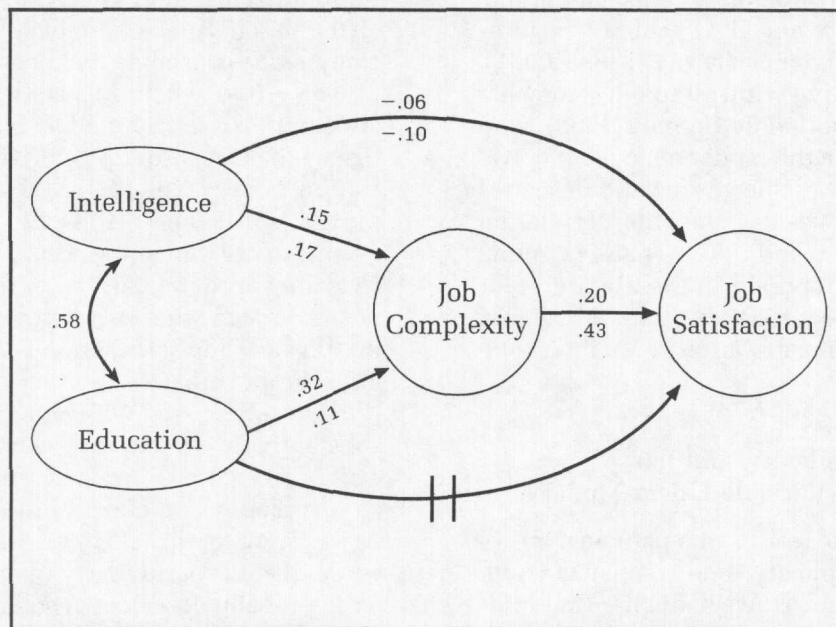 −.06
−.10
Intelligence
.15
.17
Job
Complexity
.20
.43
Job
Satisfaction
.58
.32
.11
Education